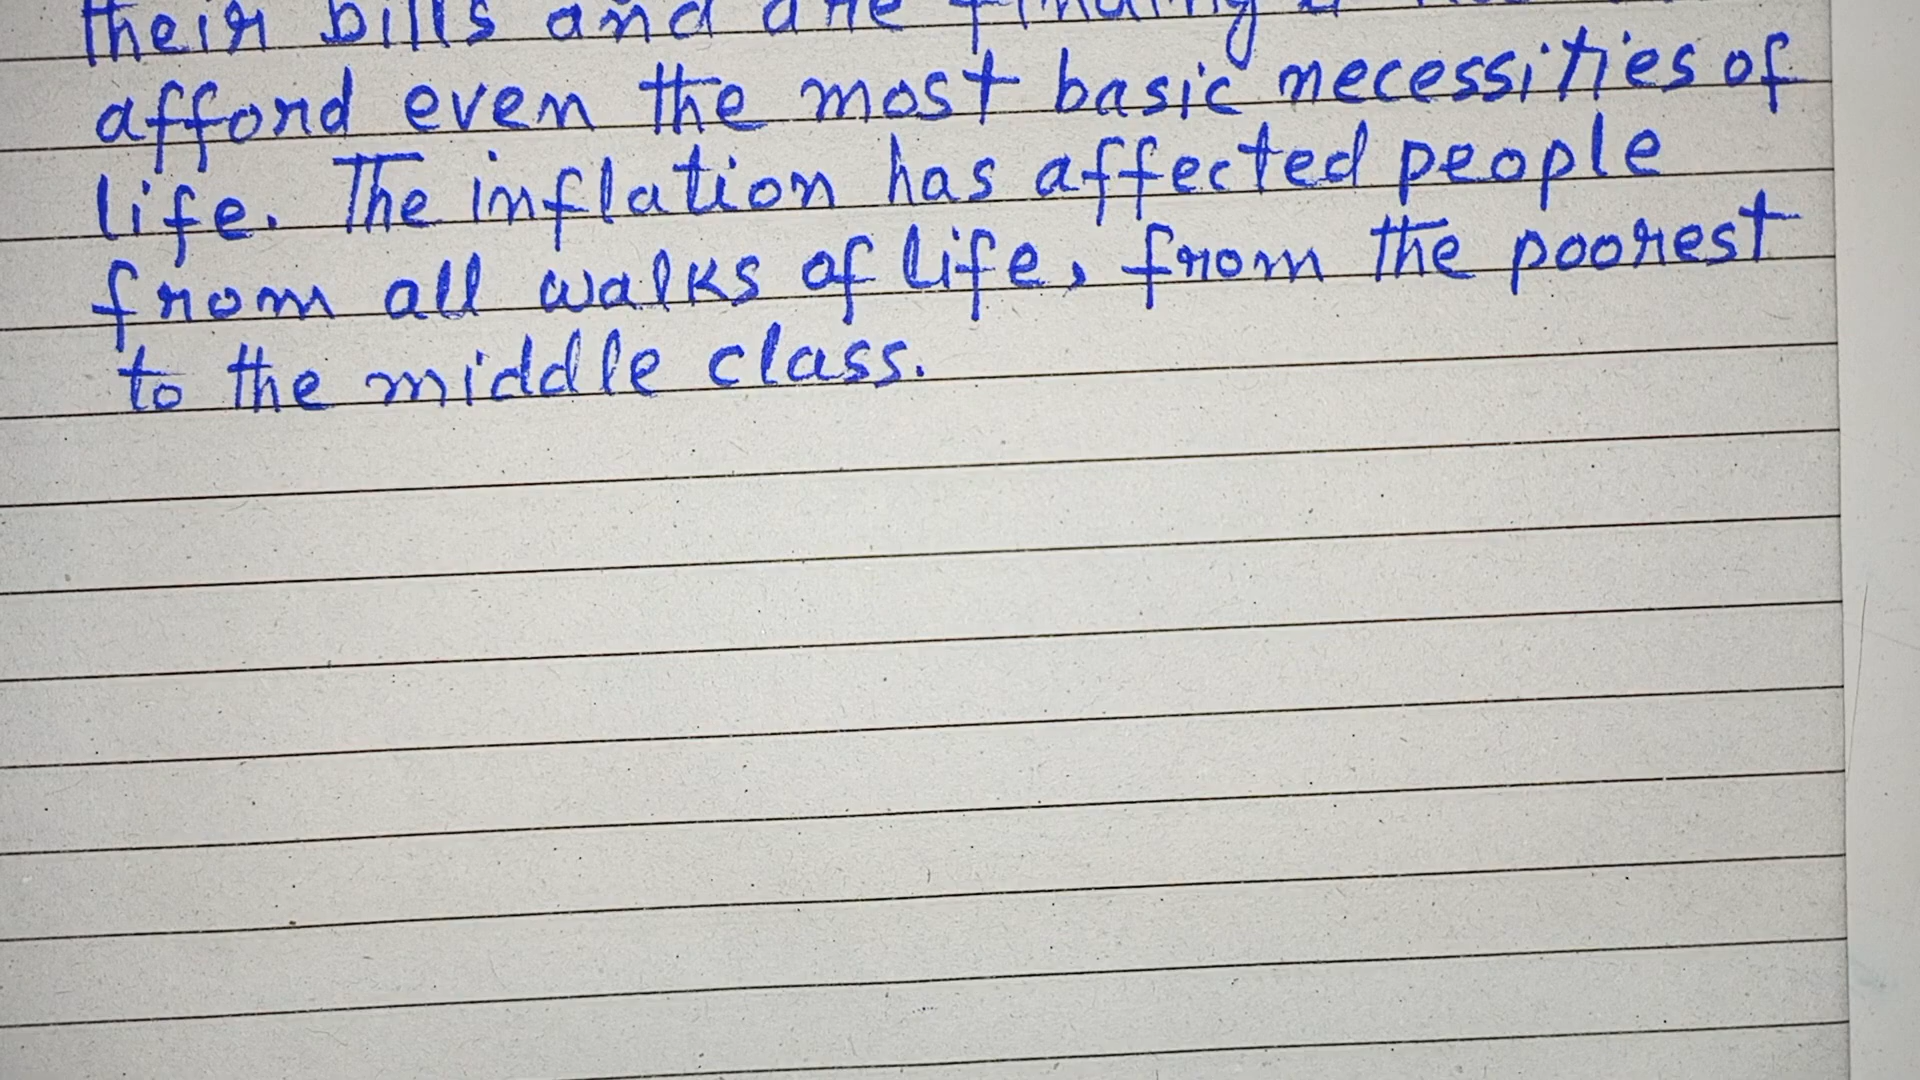 their bills and are finding
afford even the most basic necessities of
life. The inflation has affected people
from all walks of life, from the poorest
to the middle class.